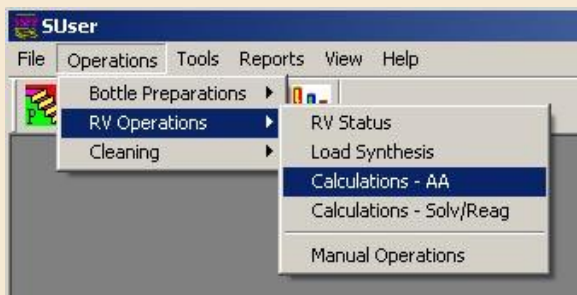 SUser
File Operations Tools Reports View Help
Bottle Preparations
RV Operations
Cleaning
RV Status
Load Synthesis
Calculations - AA
Calculations - Solv/Reag
Manual Operations